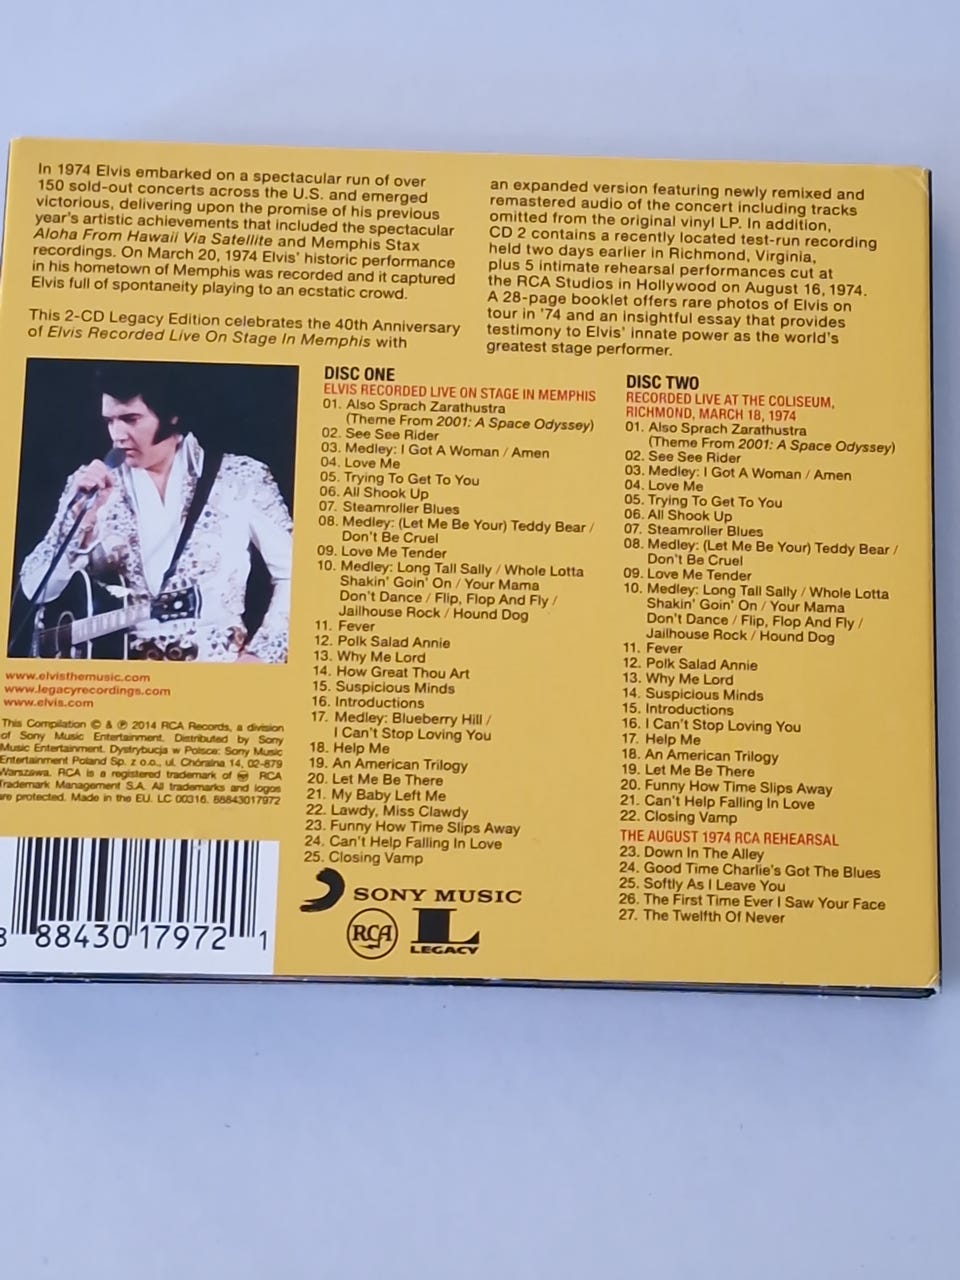 In 1974 Elvis embarked on a spectacular run of over
150 sold-out concerts across the U.S. and emerged
victorious, delivering upon the promise of his previous
year's artistic achievements that included the spectacular
Aloha From Hawaii Via Satellite and Memphis Stax
recordings. On March 20, 1974 Elvis' historic performance
in his hometown of Memphis was recorded and it captured
Elvis full of spontaneity playing to an ecstatic crowd.
This 2-CD Legacy Edition celebrates the 40th Anniversary
of Elvis Recorded Live On Stage In Memphis with
an expanded version featuring newly remixed and
remastered audio of the concert including tracks
omitted from the original vinyl LP. In addition,
CD 2 contains a recently located test-run recording
held two days earlier in Richmond, Virginia,
plus 5 intimate rehearsal performances cut at
the RCA Studios in Hollywood on August 16, 1974.
A 28-page booklet offers rare photos of Elvis on
tour in '74 and an insightful essay that provides
testimony to Elvis' innate power as the world's
greatest stage performer.
DISC ONE
ELVIS RECORDED LIVE ON STAGE IN MEMPHIS
01. Also Sprach Zarathustra
(Theme From 2001: A Space Odyssey)
02. See See Rider
03. Medley: I Got A Woman / Amen
04. Love Me
05. Trying To Get To You
06. All Shook Up
07. Steamroller Blues
08. Medley: (Let Me Be Your) Teddy Bear /
Don't Be Cruel
09. Love Me Tender
10. Medley: Long Tall Sally / Whole Lotta
Shakin' Goin' On / Your Mama
Don't Dance / Flip, Flop And Fly /
Jailhouse Rock / Hound Dog
11. Fever
12. Polk Salad Annie
13. Why Me Lord
14. How Great Thou Art
15. Suspicious Minds
16. Introductions
17. Medley: Blueberry Hill /
I Can't Stop Loving You
18. Help Me
19. An American Trilogy
20. Let Me Be There
21. My Baby Left Me
22. Lawdy, Miss Clawdy
23. Funny How Time Slips Away
24. Can't Help Falling In Love
25. Closing Vamp
DISC TWO
RECORDED LIVE AT THE COLISEUM,
RICHMOND, MARCH 18, 1974
01. Also Sprach Zarathustra
(Theme From 2001: A Space Odyssey)
02. See See Rider
03. Medley: I Got A Woman / Amen
04. Love Me
05. Trying To Get To You
06. All Shook Up
07. Steamroller Blues
08. Medley: (Let Me Be Your) Teddy Bear /
Don't Be Cruel
09. Love Me Tender
10. Medley: Long Tall Sally / Whole Lotta
Shakin' Goin' On / Your Mama
Don't Dance / Flip, Flop And Fly /
Jailhouse Rock / Hound Dog
11. Fever
12. Polk Salad Annie
13. Why Me Lord
14. Suspicious Minds
15. Introductions
16. I Can't Stop Loving You
17. Help Me
18. An American Trilogy
19. Let Me Be There
20. Funny How Time Slips Away
21. Can't Help Falling In Love
22. Closing Vamp
THE AUGUST 1974 RCA REHEARSAL
23. Down In The Alley
24. Good Time Charlie's Got The Blues
25. Softly As I Leave You
26. The First Time Ever I Saw Your Face
27. The Twelfth Of Never
www.elvisthemusic.com
www.legacyrecordings.com
www.elvis.com
This Compilation © & ℗ 2014 RCA Records, a division
of Sony Music Entertainment. Distributed by Sony
Music Entertainment. Dystrybucja w Polsce: Sony Music
Entertainment Poland Sp. z o.o., ul. Chóralna 14, 02-879
Warszawa. RCA is a registered trademark of RCA
Trademark Management S.A. All trademarks and logos
are protected. Made in the EU. LC 00316. 88843017972
8 88430 17972 1
SONY MUSIC
RCA
L
LEGACY